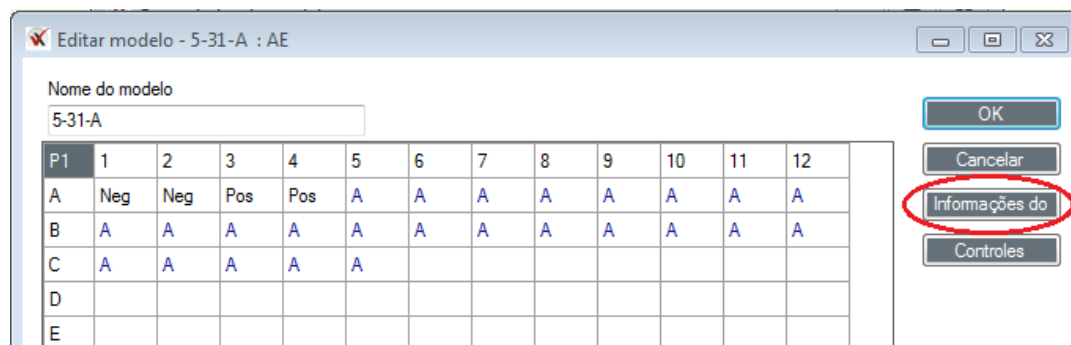 Editar modelo - 5-31-A : AE
Nome do modelo
5-31-A
OK
P1 1 2 3 4 5 6 7 8 9 10 11 12
Cancelar
A Neg Neg Pos Pos A A A A A A A A
Informações do
B A A A A A A A A A A A A
Controles
C A A A A A
D
E